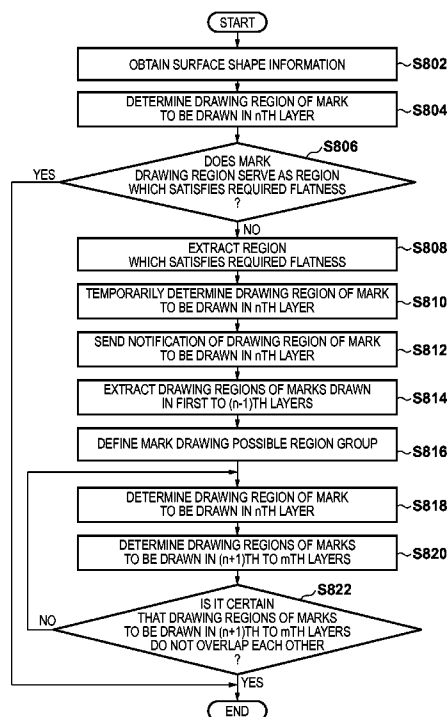 START
OBTAIN SURFACE SHAPE INFORMATION
S802
DETERMINE DRAWING REGION OF MARK
TO BE DRAWN IN nTH LAYER
S804
S806
DOES MARK
DRAWING REGION SERVE AS REGION
WHICH SATISFIES REQUIRED FLATNESS
?
YES
NO
EXTRACT REGION
WHICH SATISFIES REQUIRED FLATNESS
S808
TEMPORARILY DETERMINE DRAWING REGION OF MARK
TO BE DRAWN IN nTH LAYER
S810
SEND NOTIFICATION OF DRAWING REGION OF MARK
TO BE DRAWN IN nTH LAYER
S812
EXTRACT DRAWING REGIONS OF MARKS DRAWN
IN FIRST TO (n-1)TH LAYERS
S814
DEFINE MARK DRAWING POSSIBLE REGION GROUP
S816
DETERMINE DRAWING REGION OF MARK
TO BE DRAWN IN nTH LAYER
S818
DETERMINE DRAWING REGIONS OF MARKS
TO BE DRAWN IN (n+1)TH TO mTH LAYERS
S820
S822
IS IT CERTAIN
THAT DRAWING REGIONS OF MARKS
TO BE DRAWN IN (n+1)TH TO mTH LAYERS
DO NOT OVERLAP EACH OTHER
?
NO
YES
END